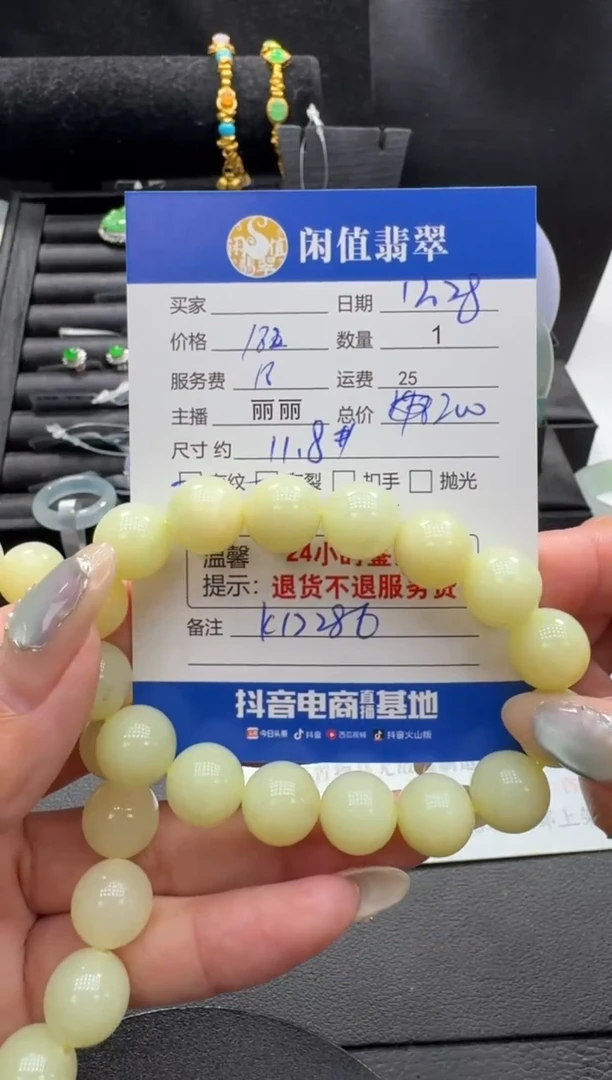 闲值翡翠
买家 日期 12.28
价格 数量 1
服务费 运费 25
主播 丽丽 总价 200
尺寸 约 11.8#
纹 裂 扣手 抛光
温馨 24小时
提示: 退货不退服务费
备注 K12286
抖音电商直播基地
今日头条 抖音 西瓜视频 抖音火山版